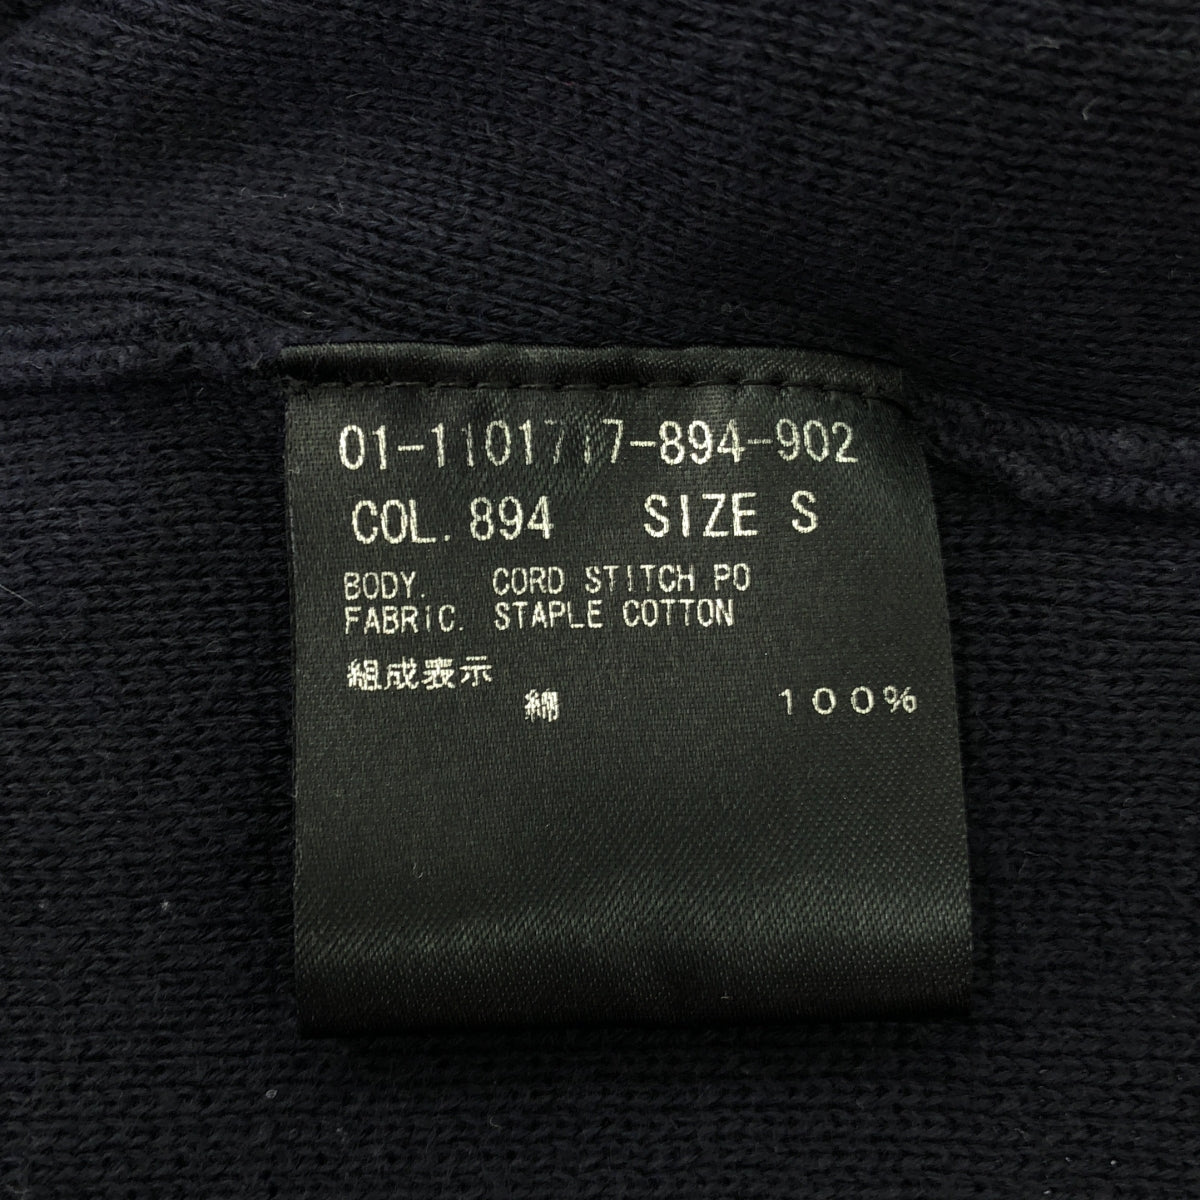 01-1101717-894-902
COL. 894 SIZE S
BODY. CORD STITCH PO
FABRIC. STAPLE COTTON
組成表示
綿 100%